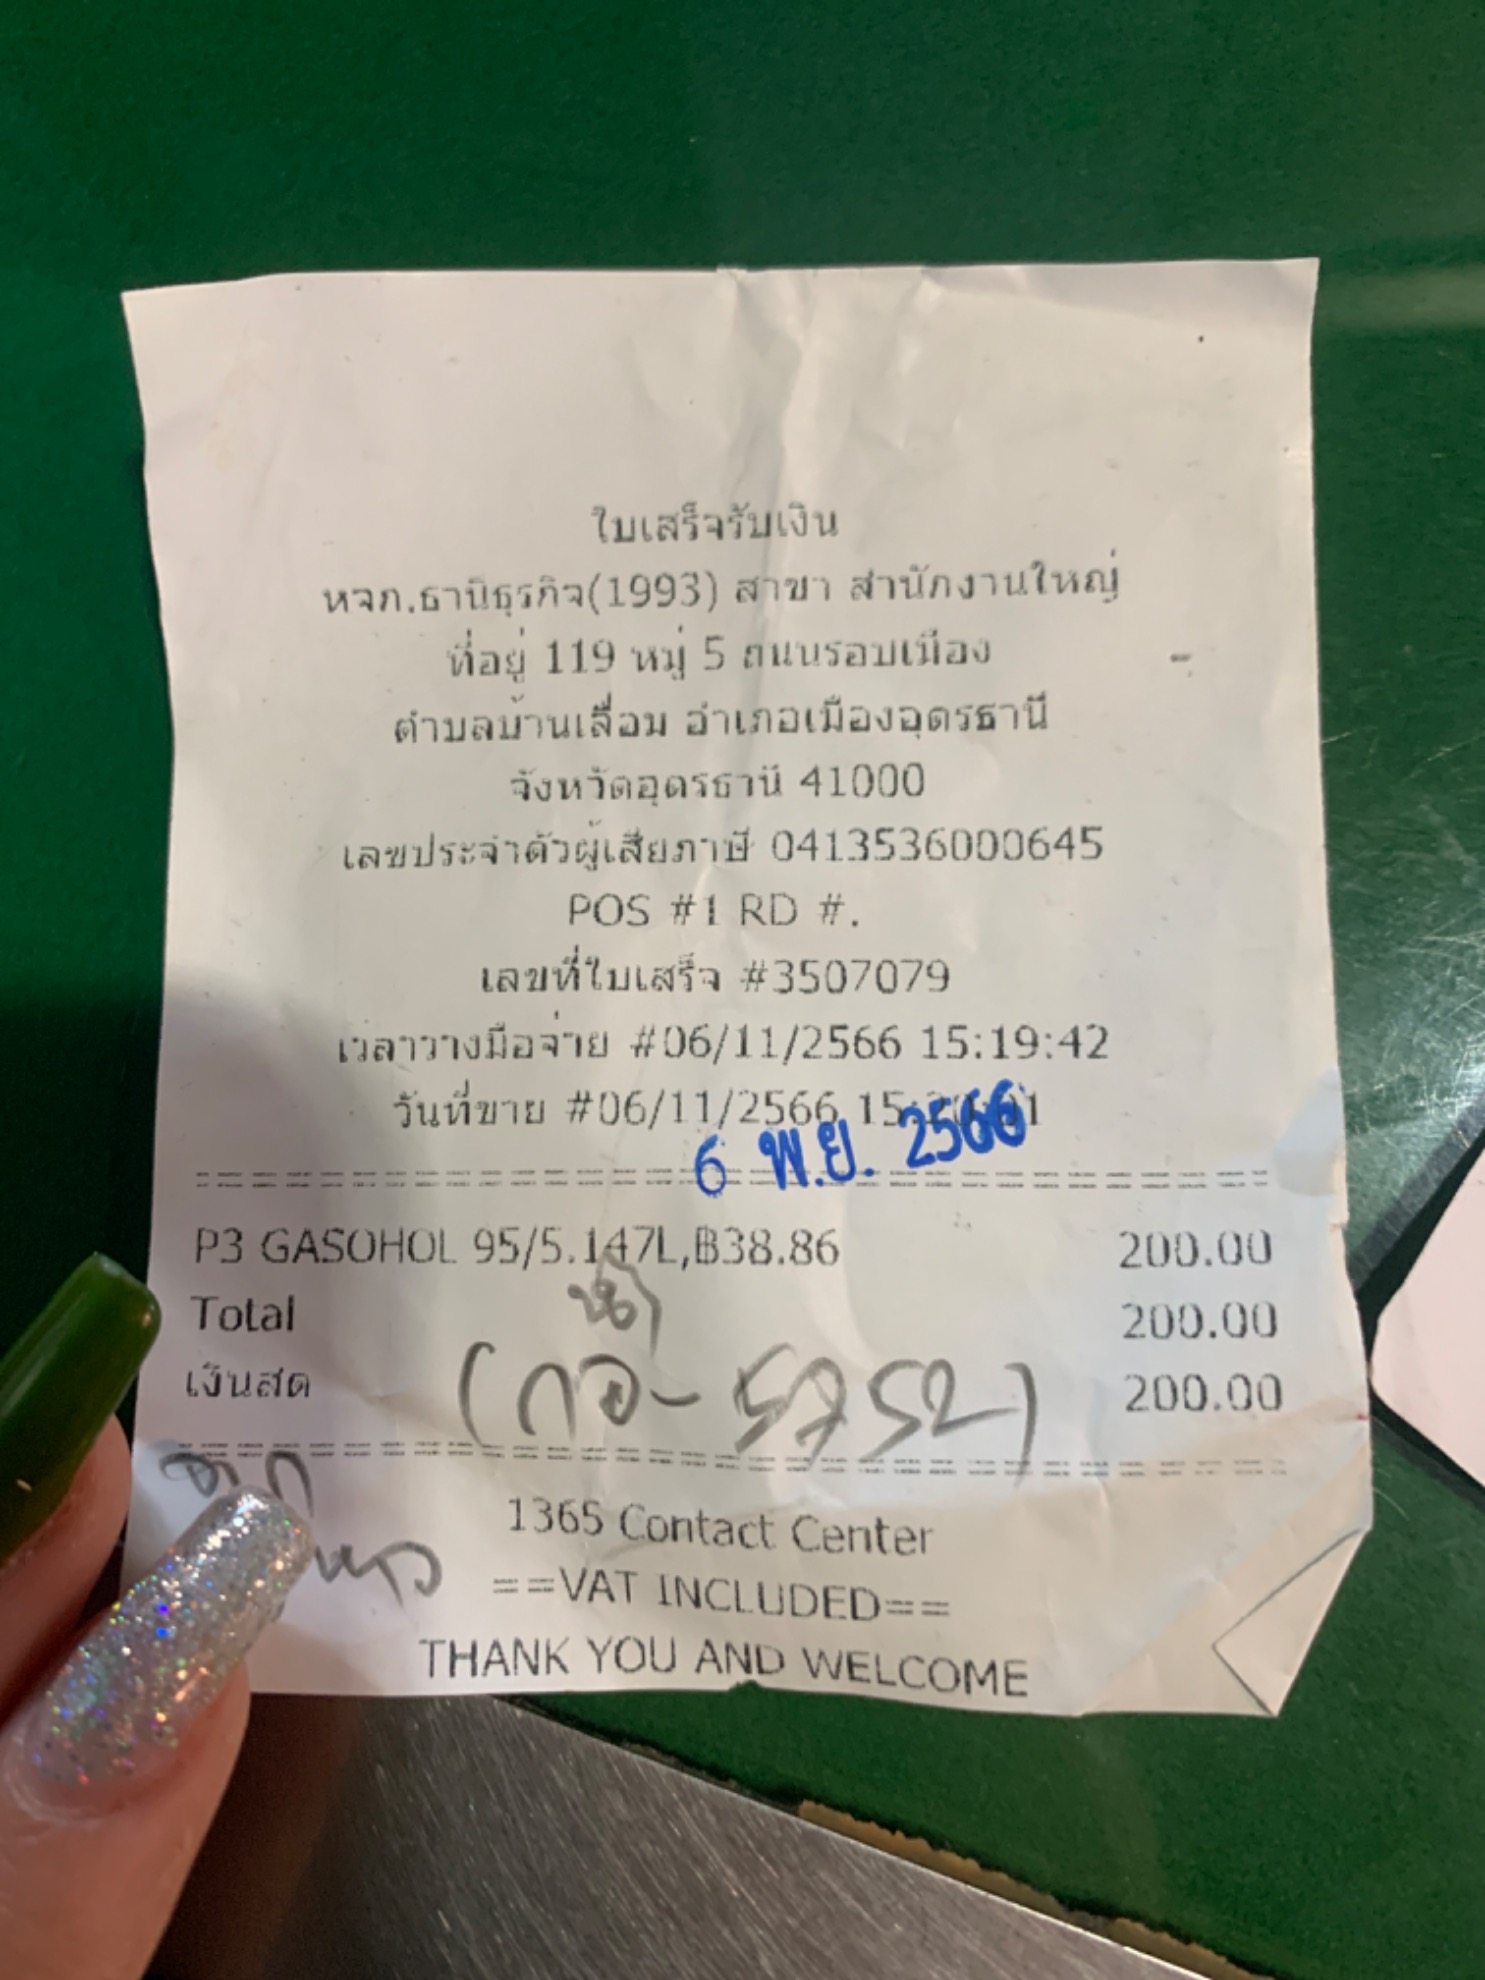 ใบเสร็จรับเงิน
หจก.ธานีธุรกิจ(1993) สาขา สำนักงานใหญ่
ที่อยู่ 119 หมู่ 5 ถนนรอบเมือง
ตำบลบ้านเลื่อม อำเภอเมืองอุดรธานี
จังหวัดอุดรธานี 41000
เลขประจำตัวผู้เสียภาษี 0413536000645
POS #1 RD #.
เลขที่ใบเสร็จ #3507079
เวลาวางมือจ่าย #06/11/2566 15:19:42
วันที่ขาย #06/11/2566 15:20:01
6 พ.ย. 2566
P3 GASOHOL 95/5.147L,฿38.86 200.00
Total 200.00
เงินสด 200.00
1365 Contact Center
==VAT INCLUDED==
THANK YOU AND WELCOME